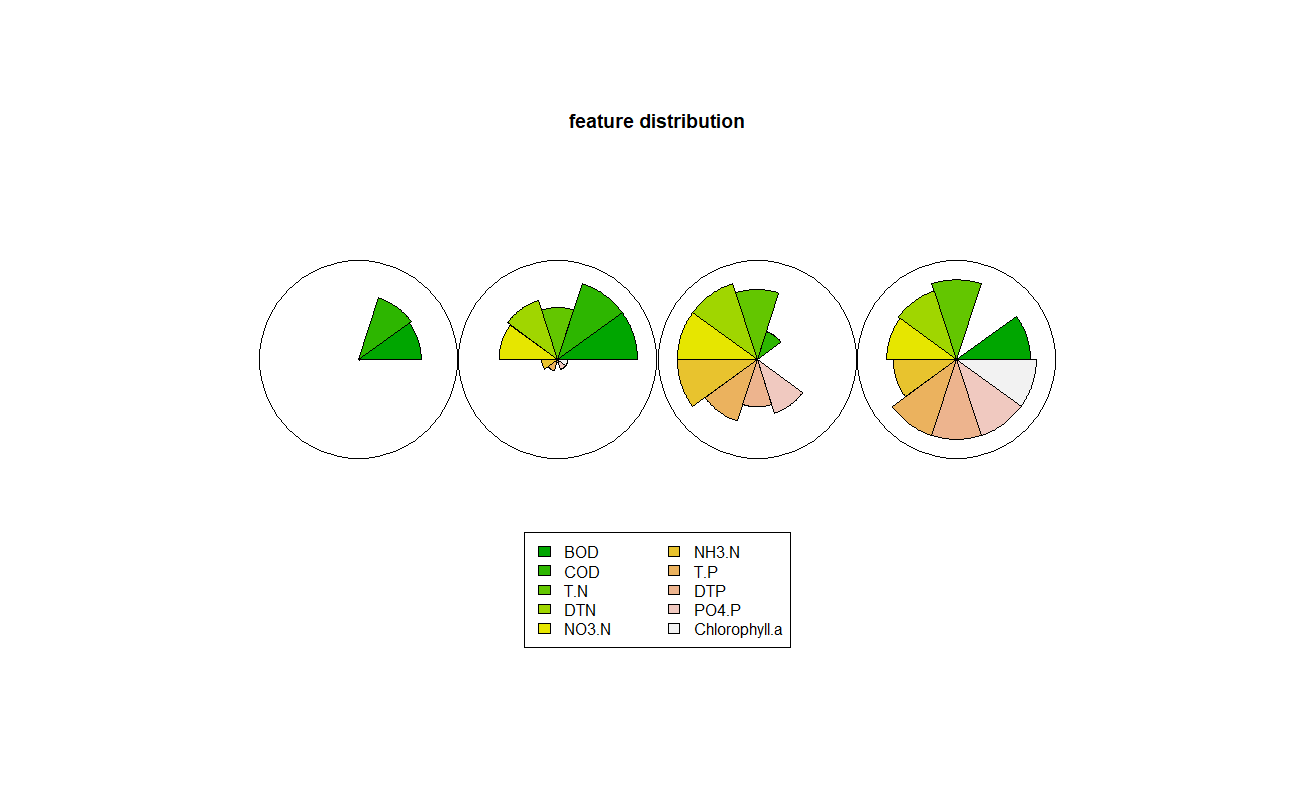 feature distribution
BOD
COD
T.N
DTN
NO3.N
NH3.N
T.P
DTP
PO4.P
Chlorophyll.a